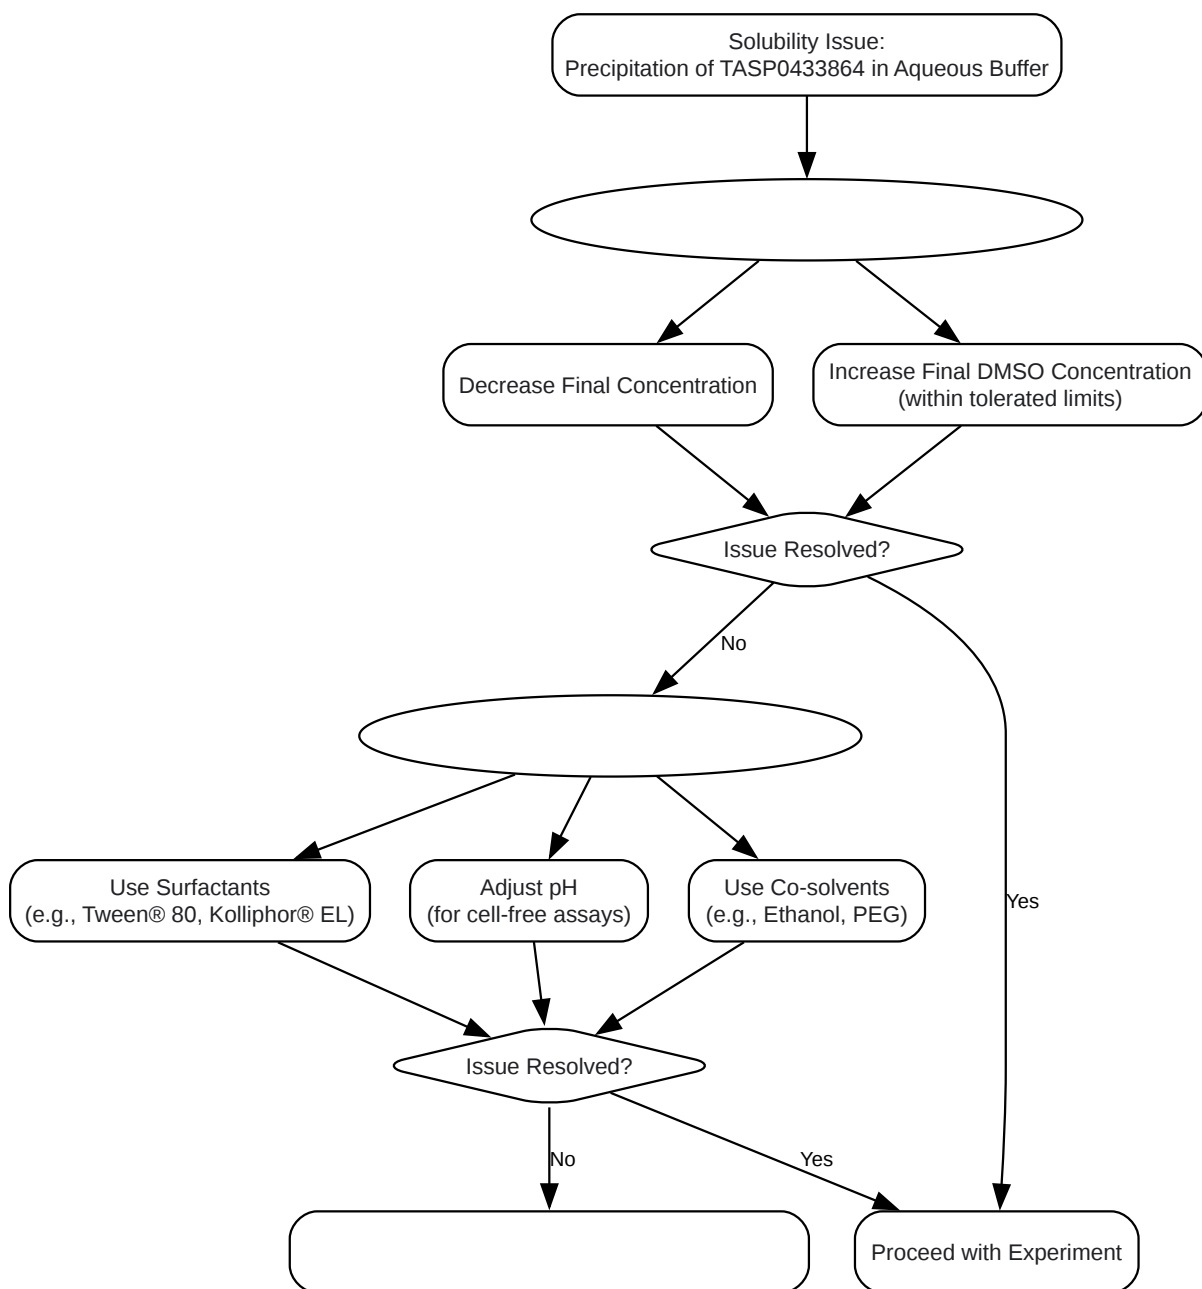 Solubility Issue:
Precipitation of TASP0433864 in Aqueous Buffer
Decrease Final Concentration
Increase Final DMSO Concentration
(within tolerated limits)
Issue Resolved?
No
Yes
Use Surfactants
(e.g., Tween® 80, Kolliphor® EL)
Adjust pH
(for cell-free assays)
Use Co-solvents
(e.g., Ethanol, PEG)
Issue Resolved?
No
Yes
Proceed with Experiment